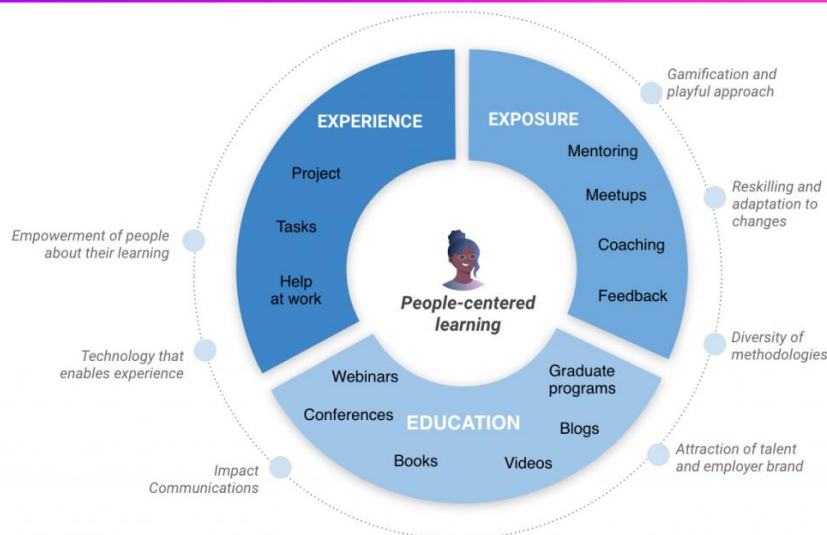 EXPERIENCE
Project
Tasks
Help
at work
EXPOSURE
Mentoring
Meetups
Coaching
Feedback
People-centered
learning
Webinars
Conferences
Books
EDUCATION
Graduate
programs
Blogs
Videos
Gamification and
playful approach
Reskilling and
adaptation to
changes
Diversity of
methodologies
Attraction of talent
and employer brand
Empowerment of people
about their learning
Technology that
enables experience
Impact
Communications